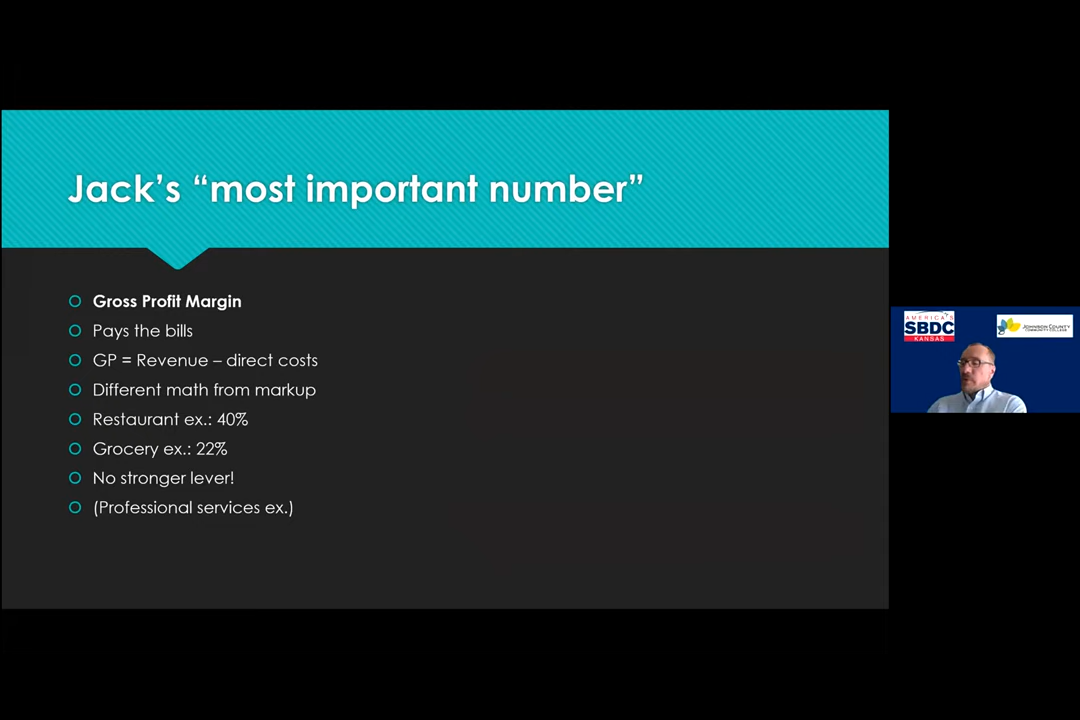 Jack’s “most important number”
Gross Profit Margin
Pays the bills
GP = Revenue – direct costs
Different math from markup
Restaurant ex.: 40%
Grocery ex.: 22%
No stronger lever!
(Professional services ex.)
AMERICA'S
SBDC
KANSAS
JOHNSON COUNTY
COMMUNITY COLLEGE